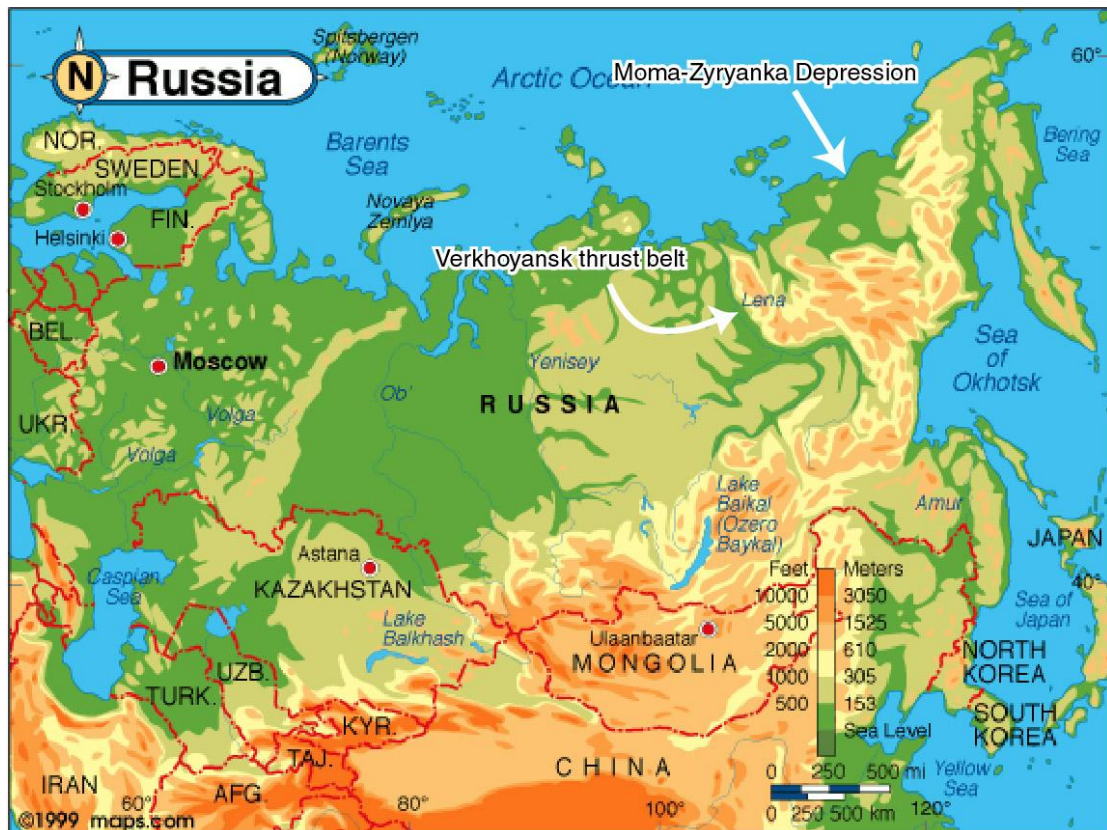 N Russia
Spitsbergen
(Norway)
Arctic Ocean
Moma-Zyryanka Depression
60°
Bering
Sea
Barents
Sea
Novaya
Zemlya
NOR.
SWEDEN
Stockholm
FIN.
Helsinki
Verkhoyansk thrust belt
Lena
Sea
of
Okhotsk
BEL.
Moscow
Yenisey
Ob'
RUSSIA
UKR.
Volga
Volga
Lake
Baikal
(Ozero
Baykal)
Amur
JAPAN
40°
Sea of
Japan
NORTH
KOREA
SOUTH
KOREA
Yellow
Sea
Astana
KAZAKHSTAN
Caspian
Sea
Lake
Balkhash
Ulaanbaatar
MONGOLIA
UZB.
TURK.
KYR.
TAJ.
IRAN
AFG.
CHINA
Feet Meters
10000 3050
5000 1525
2000 610
1000 305
500 153
Sea Level
0 250 500 mi
0 250 500 km
60°
80°
100°
120°
©1999 maps.com